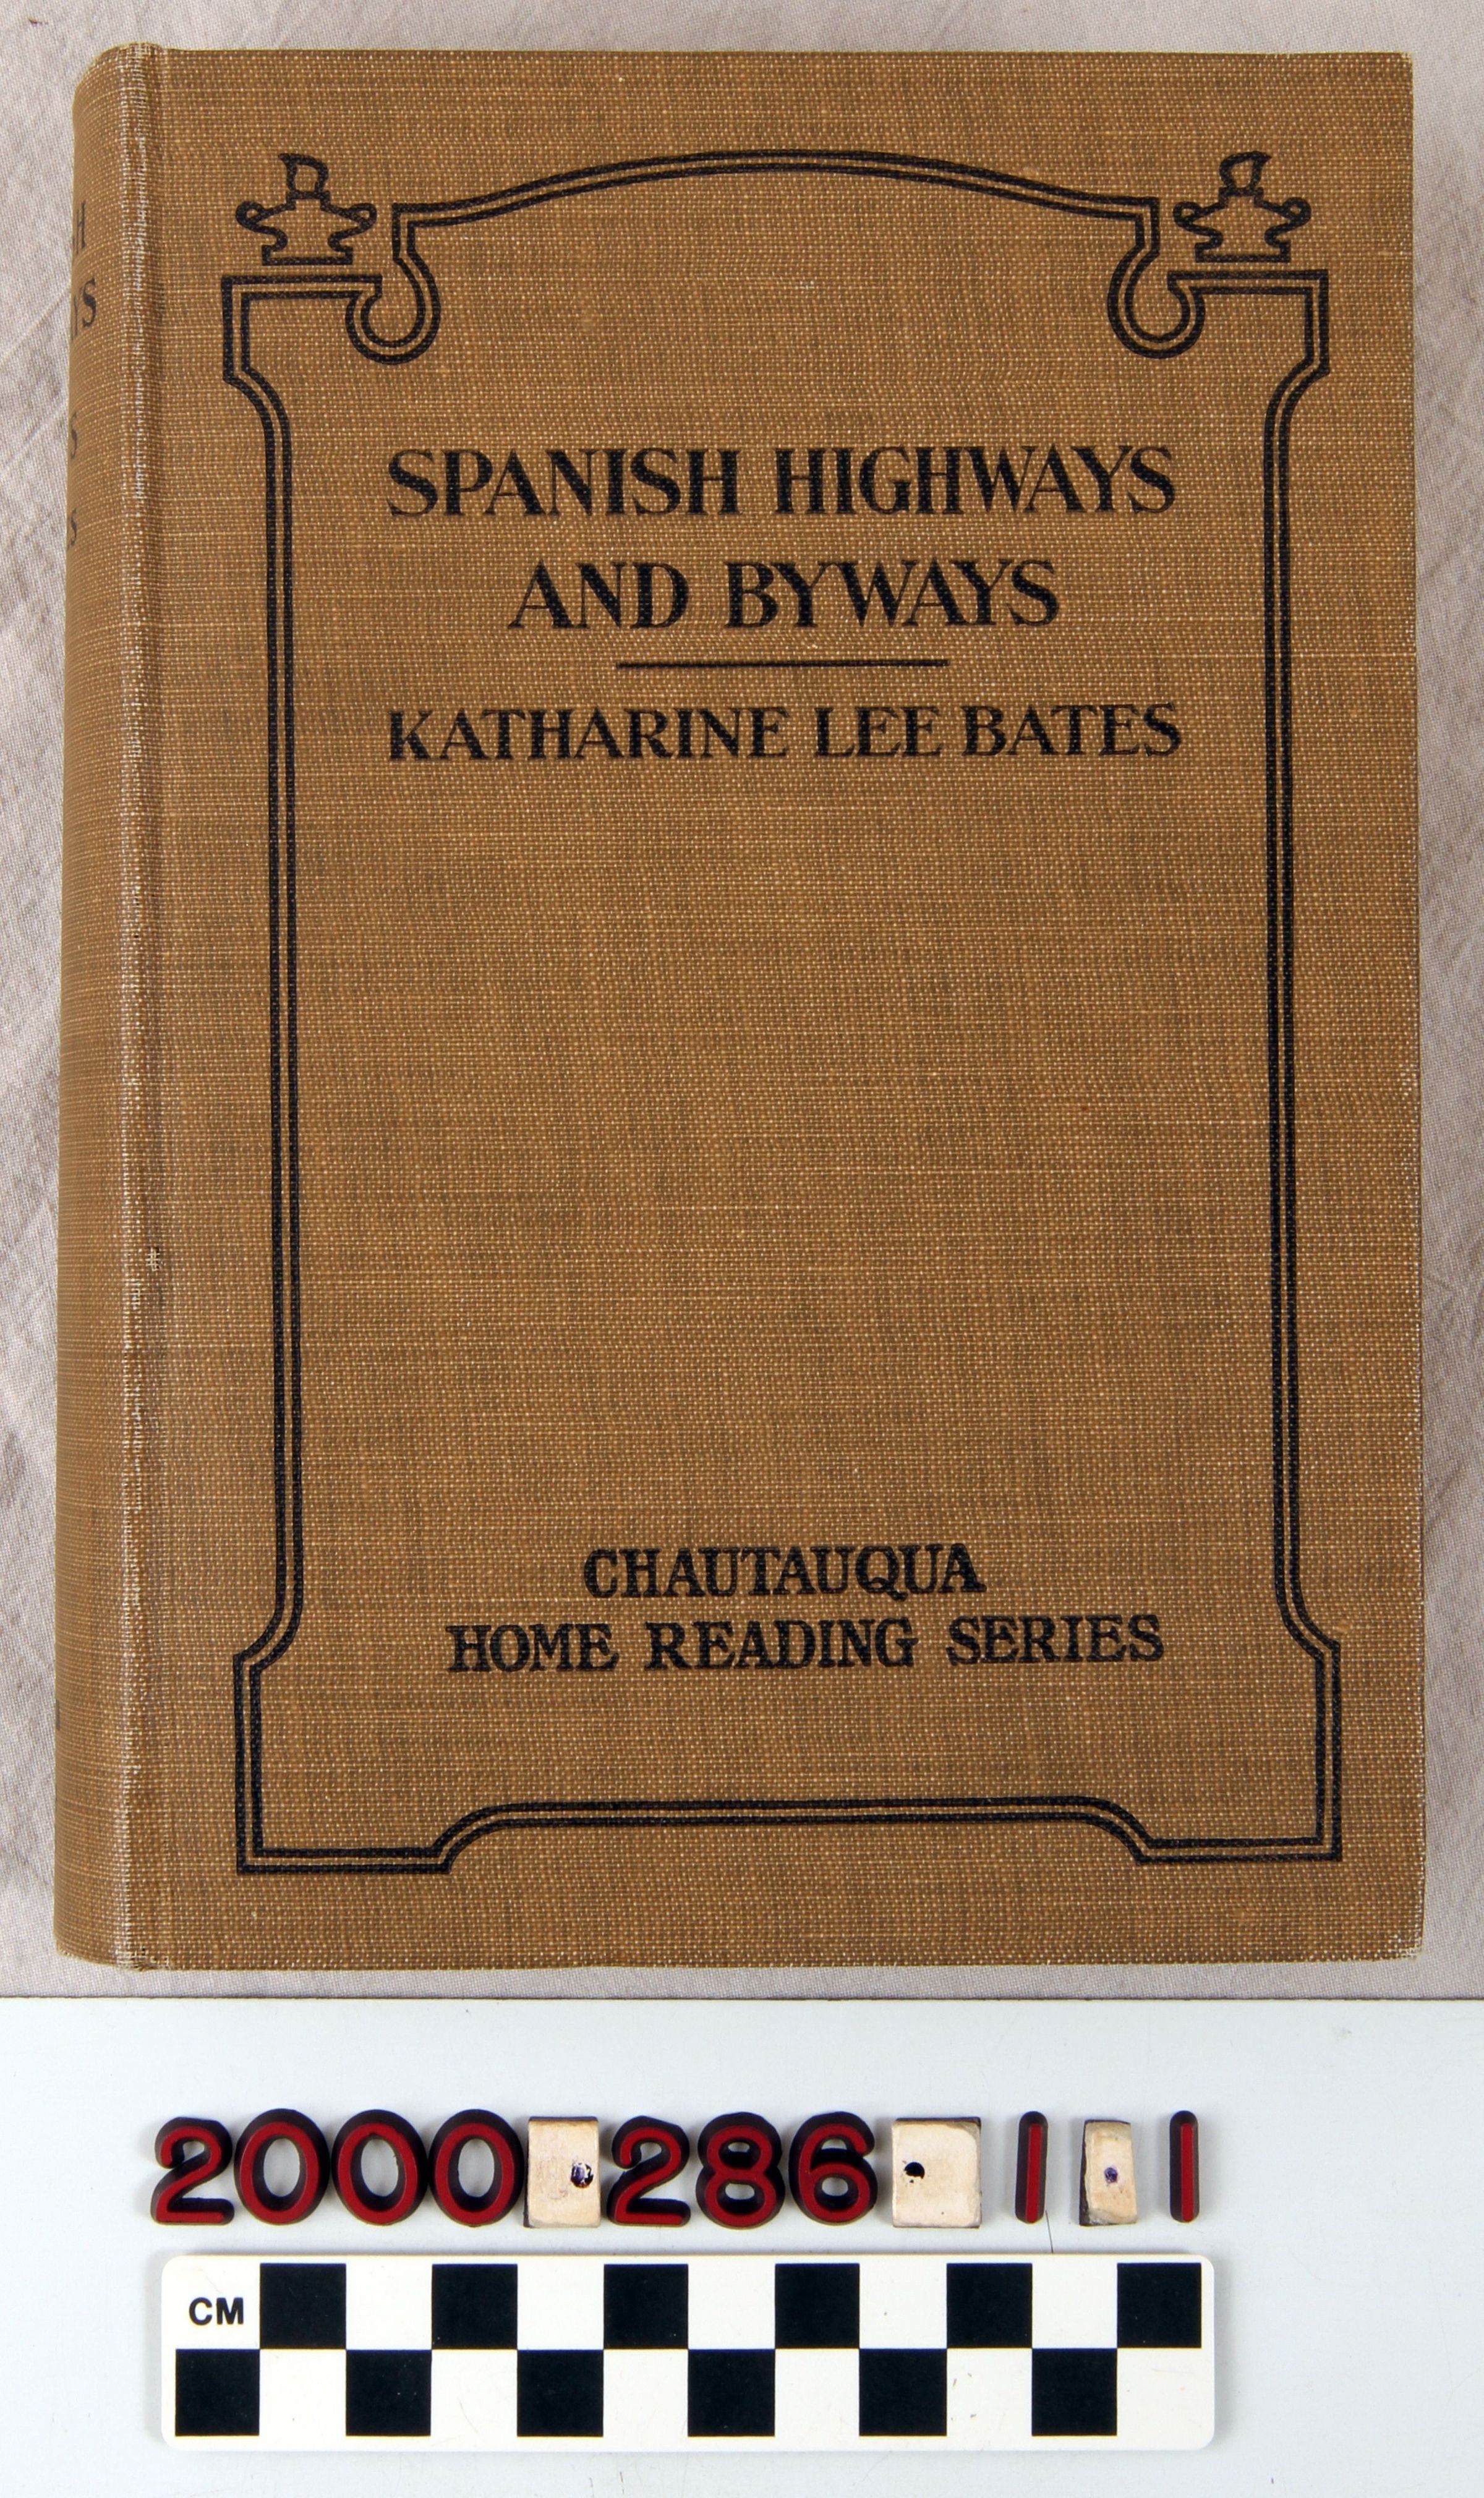 SPANISH HIGHWAYS
AND BYWAYS
KATHARINE LEE BATES
CHAUTAUQUA
HOME READING SERIES
2000 286 1 1
CM